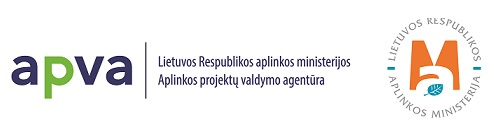 apva
Lietuvos Respublikos aplinkos ministerijos
Aplinkos projektų valdymo agentūra
LIETUVOS RESPUBLIKOS
APLINKOS MINISTERIJA